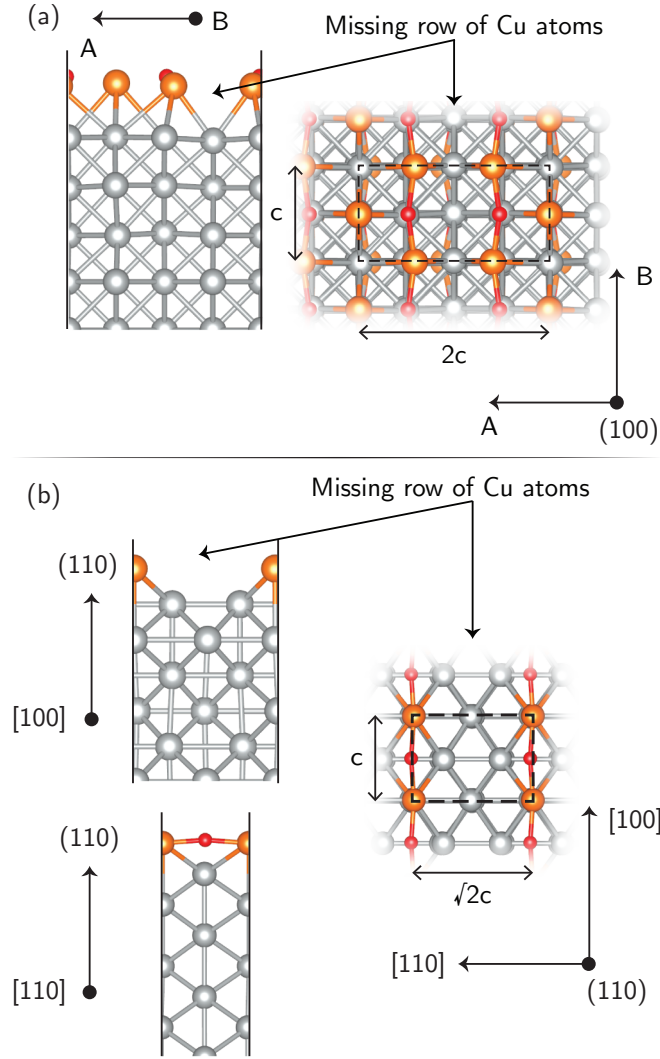 (a)
A
B
Missing row of Cu atoms
c
2c
B
A
(100)
(b)
Missing row of Cu atoms
(110)
[100]
c
√2c
[100]
[110]
(110)
(110)
[110]